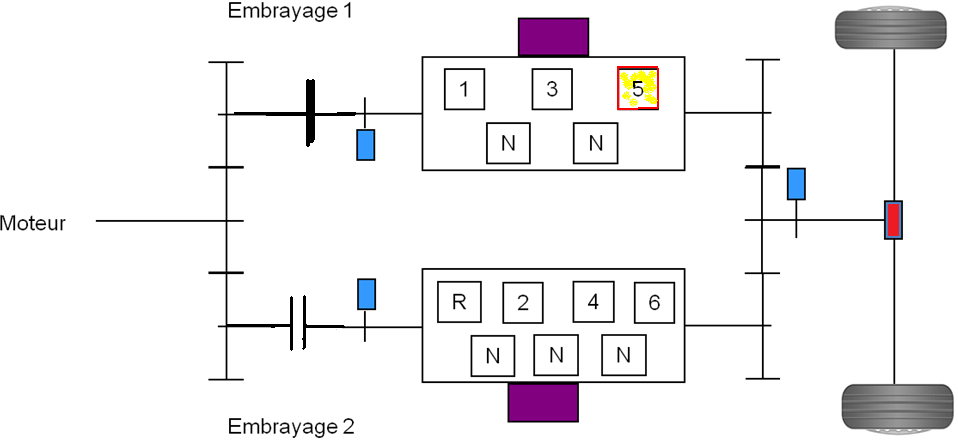 Embrayage 1
1 3 5
N N
Moteur
R 2 4 6
N N N
Embrayage 2